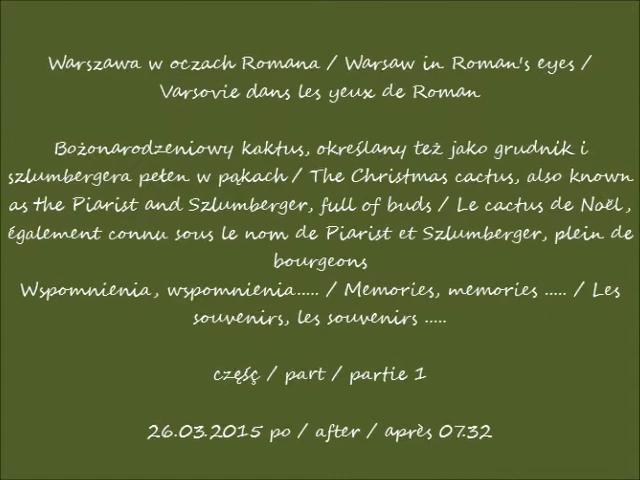 Warszawa w oczach Romana / Warsaw in Roman's eyes /
Varsovie dans les yeux de Roman
Bożonarodzeniowy kaktus, określany też jako grudnik i
szlumbergera pełen w pąkach / The Christmas cactus, also known
as the Piarist and Szlumberger, full of buds / Le cactus de Noël,
également connu sous le nom de Piarist et Szlumberger, plein de
bourgeons
Wspomnienia, wspomnienia..... / Memories, memories ..... / Les
souvenirs, les souvenirs .....
częśç / part / partie 1
26.03.2015 po / after / après 07.32